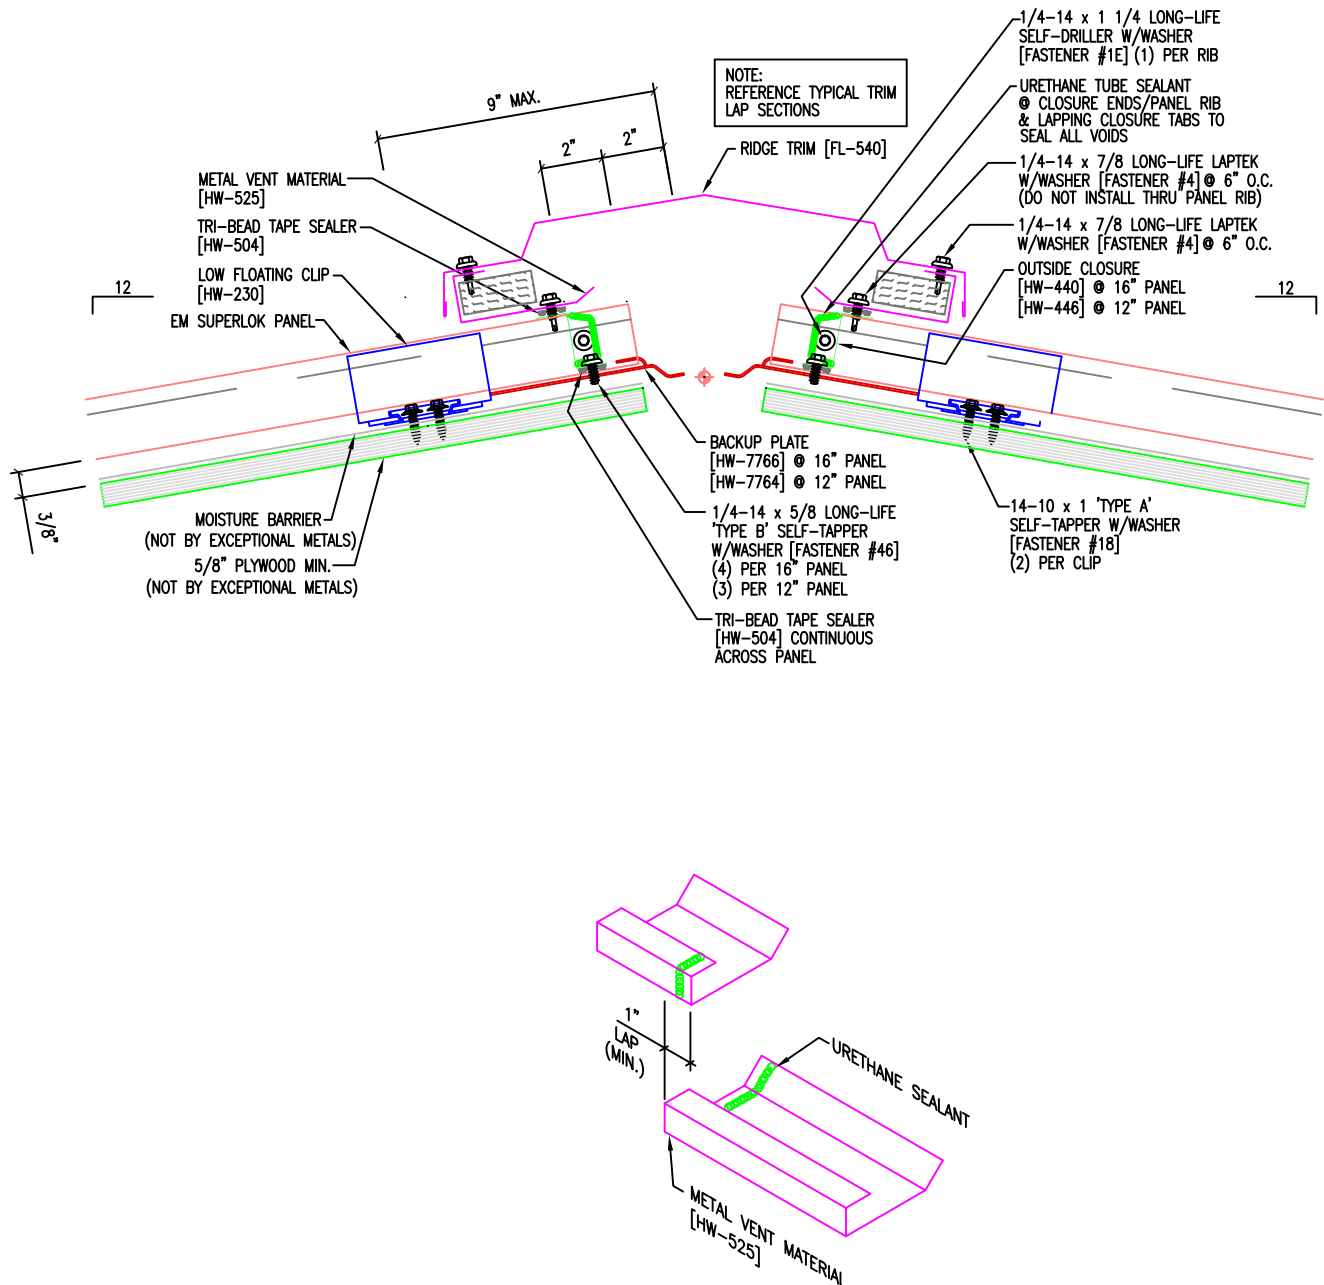 1/4-14 x 1 1/4 LONG-LIFE
SELF-DRILLER W/WASHER
[FASTENER #1E] (1) PER RIB
NOTE:
REFERENCE TYPICAL TRIM
LAP SECTIONS
URETHANE TUBE SEALANT
@ CLOSURE ENDS/PANEL RIB
& LAPPING CLOSURE TABS TO
SEAL ALL VOIDS
9" MAX.
2"
2"
RIDGE TRIM [FL-540]
1/4-14 x 7/8 LONG-LIFE LAPTEK
W/WASHER [FASTENER #4] @ 6" O.C.
(DO NOT INSTALL THRU PANEL RIB)
METAL VENT MATERIAL
[HW-525]
TRI-BEAD TAPE SEALER
[HW-504]
1/4-14 x 7/8 LONG-LIFE LAPTEK
W/WASHER [FASTENER #4] @ 6" O.C.
LOW FLOATING CLIP
[HW-230]
OUTSIDE CLOSURE
[HW-440] @ 16" PANEL
[HW-446] @ 12" PANEL
12
12
EM SUPERLOK PANEL
BACKUP PLATE
[HW-7766] @ 16" PANEL
[HW-7764] @ 12" PANEL
3/8"
MOISTURE BARRIER
(NOT BY EXCEPTIONAL METALS)
5/8" PLYWOOD MIN.
(NOT BY EXCEPTIONAL METALS)
1/4-14 x 5/8 LONG-LIFE
'TYPE B' SELF-TAPPER
W/WASHER [FASTENER #46]
(4) PER 16" PANEL
(3) PER 12" PANEL
14-10 x 1 'TYPE A'
SELF-TAPPER W/WASHER
[FASTENER #18]
(2) PER CLIP
TRI-BEAD TAPE SEALER
[HW-504] CONTINUOUS
ACROSS PANEL
1"
LAP
(MIN.)
URETHANE SEALANT
METAL VENT MATERIAL
[HW-525]